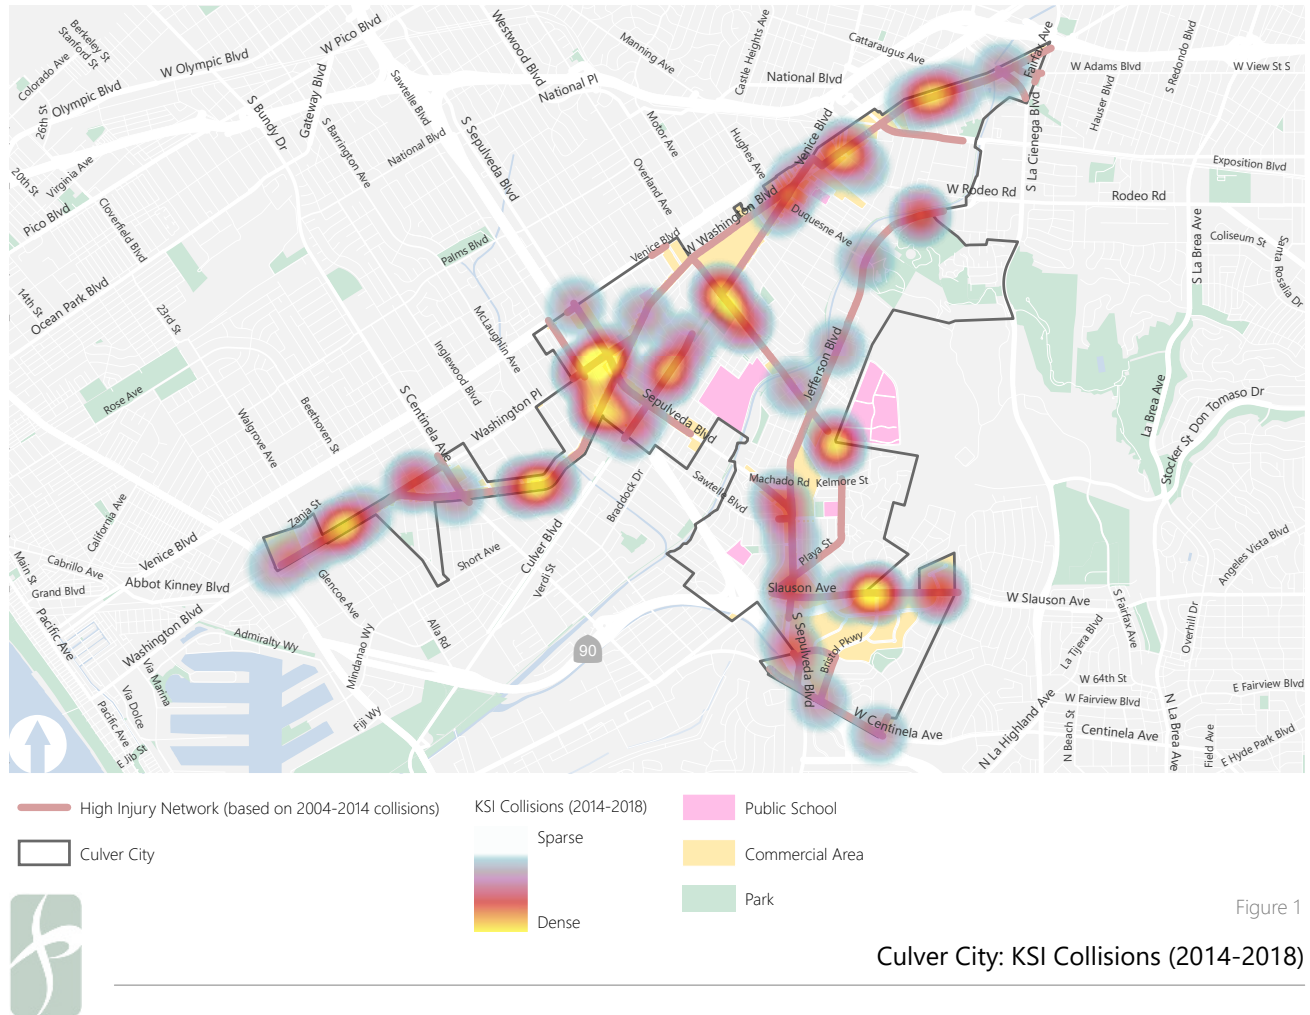 Berkeley St
Stanford St
Colorado Ave
W Olympic Blvd
W Pico Blvd
Olympic Blvd
26th St
20th St
Virginia Ave
Pico Blvd
Cloverfield Blvd
14th St
Ocean Park Blvd
23rd St
S Bundy Dr
Gateway Blvd
S Barrington Ave
Sawtelle Blvd
National Blvd
S Sepulveda Blvd
Westwood Blvd
National Pl
Manning Ave
Castle Heights Ave
National Blvd
Cattaraugus Ave
Fairfax Ave
W Adams Blvd
S Redondo Blvd
W View St S
Hauser Blvd
S La Cienega Blvd
Exposition Blvd
Motor Ave
Hughes Ave
Venice Blvd
Overland Ave
W Rodeo Rd
Rodeo Rd
Duquesne Ave
W Washington Blvd
Venice Blvd
Palms Blvd
S La Brea Ave
Coliseum St
Santa Rosalia Dr
McLaughlin Ave
Inglewood Blvd
Washington Pl
S Centinela Ave
Rose Ave
Walgrove Ave
Beethoven St
Jefferson Blvd
Sepulveda Blvd
La Brea Ave
Don Tomaso Dr
Stocker St
Machado Rd
Kelmore St
Sawtelle Blvd
Braddock Dr
Culver Blvd
Zanja St
California Ave
Venice Blvd
Abbot Kinney Blvd
Cabrillo Ave
Grand Blvd
Main St
Pacific Ave
Washington Blvd
Glencoe Ave
Short Ave
Verdi St
Playa St
Slauson Ave
W Slauson Ave
Angeles Vista Blvd
S Fairfax Ave
Overhill Dr
La Tijera Blvd
Admiralty Wy
Mindanao Wy
Alla Rd
90
S Sepulveda Blvd
Bristol Pkwy
W 64th St
W Fairview Blvd
E Fairview Blvd
Via Marina
Via Dolce
Pacific Ave
E Jib St
Fiji Wy
W Centinela Ave
N La Highland Ave
N Beach St
Centinela Ave
N La Brea Ave
Field Ave
E Hyde Park Blvd
High Injury Network (based on 2004-2014 collisions)
Culver City
KSI Collisions (2014-2018)
Sparse
Dense
Public School
Commercial Area
Park
Figure 1
Culver City: KSI Collisions (2014-2018)